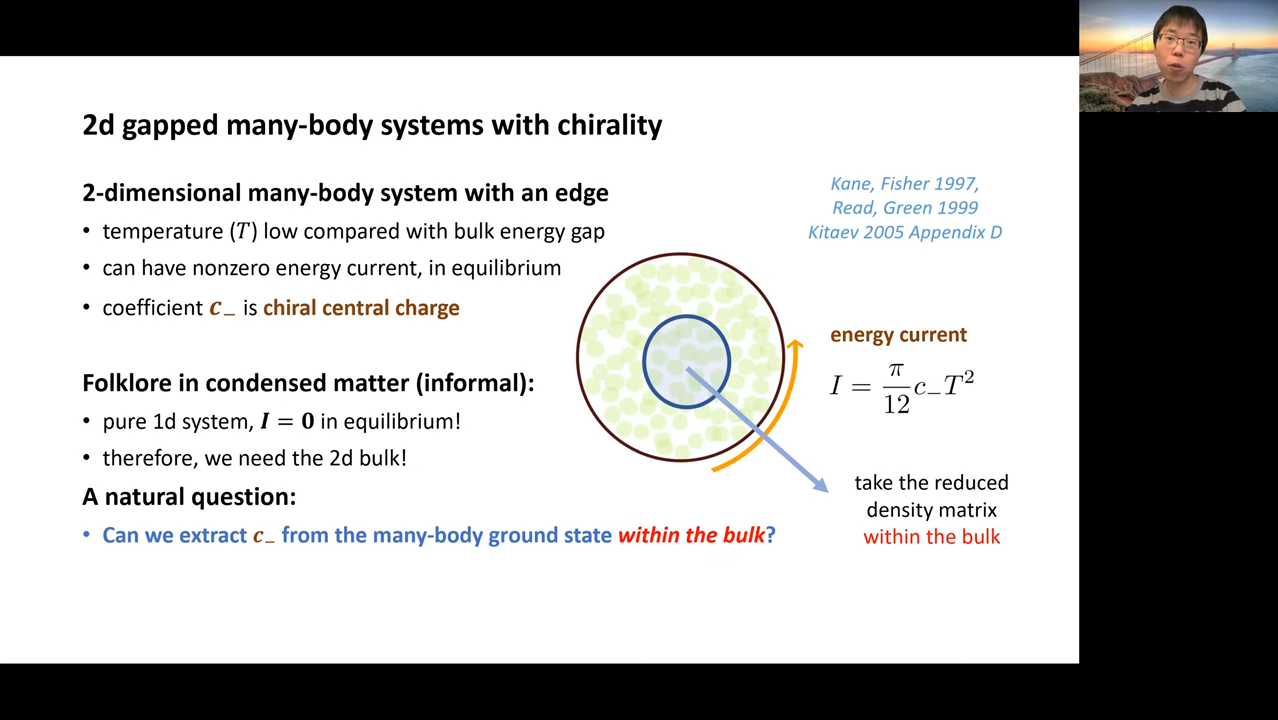 2d gapped many-body systems with chirality
2-dimensional many-body system with an edge
• temperature (T) low compared with bulk energy gap
• can have nonzero energy current, in equilibrium
• coefficient c_ is chiral central charge
Folklore in condensed matter (informal):
• pure 1d system, I = 0 in equilibrium!
• therefore, we need the 2d bulk!
A natural question:
• Can we extract c_ from the many-body ground state within the bulk?
Kane, Fisher 1997,
Read, Green 1999
Kitaev 2005 Appendix D
energy current
I = π/12 c_T²
take the reduced
density matrix
within the bulk